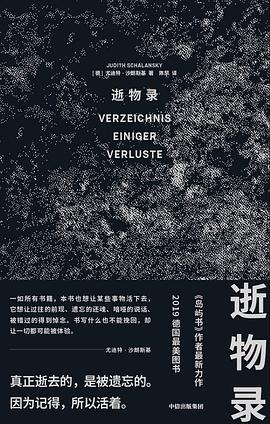 JUDITH SCHALANSKY
[德] 尤迪特·沙朗斯基 著 陈早 译
逝物录
VERZEICHNIS
EINIGER
VERLUSTE
一如所有书籍，本书也想让某些事物活下去，
它想让过往的前现、遗忘的还魂、喑哑的说话、
被错过的得到悼念。书写什么也不能挽回，却
让一切都可能被体验。
尤迪特·沙朗斯基
真正逝去的，是被遗忘的。
因为记得，所以活着。
《岛屿书》作者最新力作
2019 德国最美图书
中信出版集团
逝物录